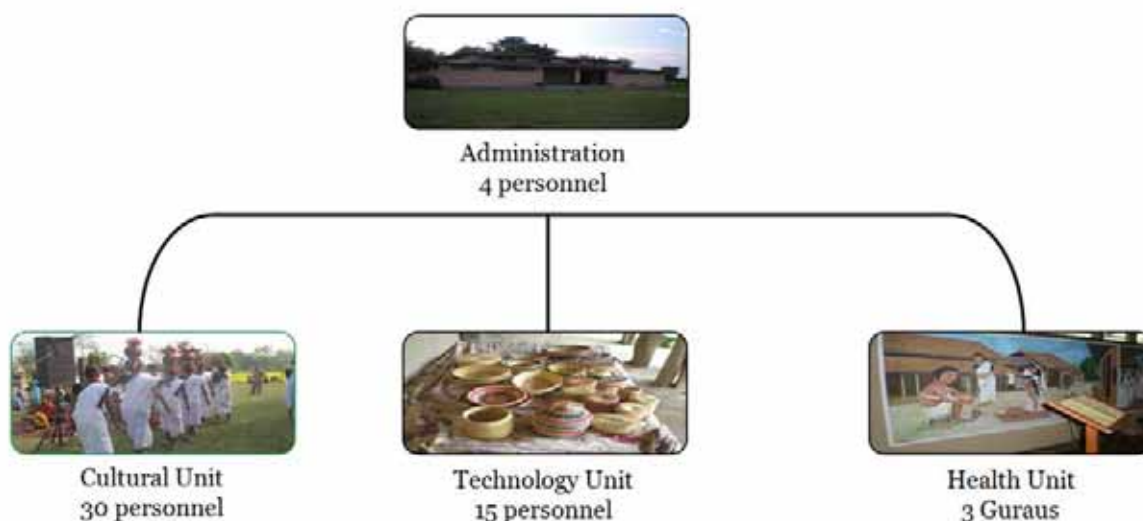 Administration
4 personnel
Cultural Unit
30 personnel
Technology Unit
15 personnel
Health Unit
3 Guraus